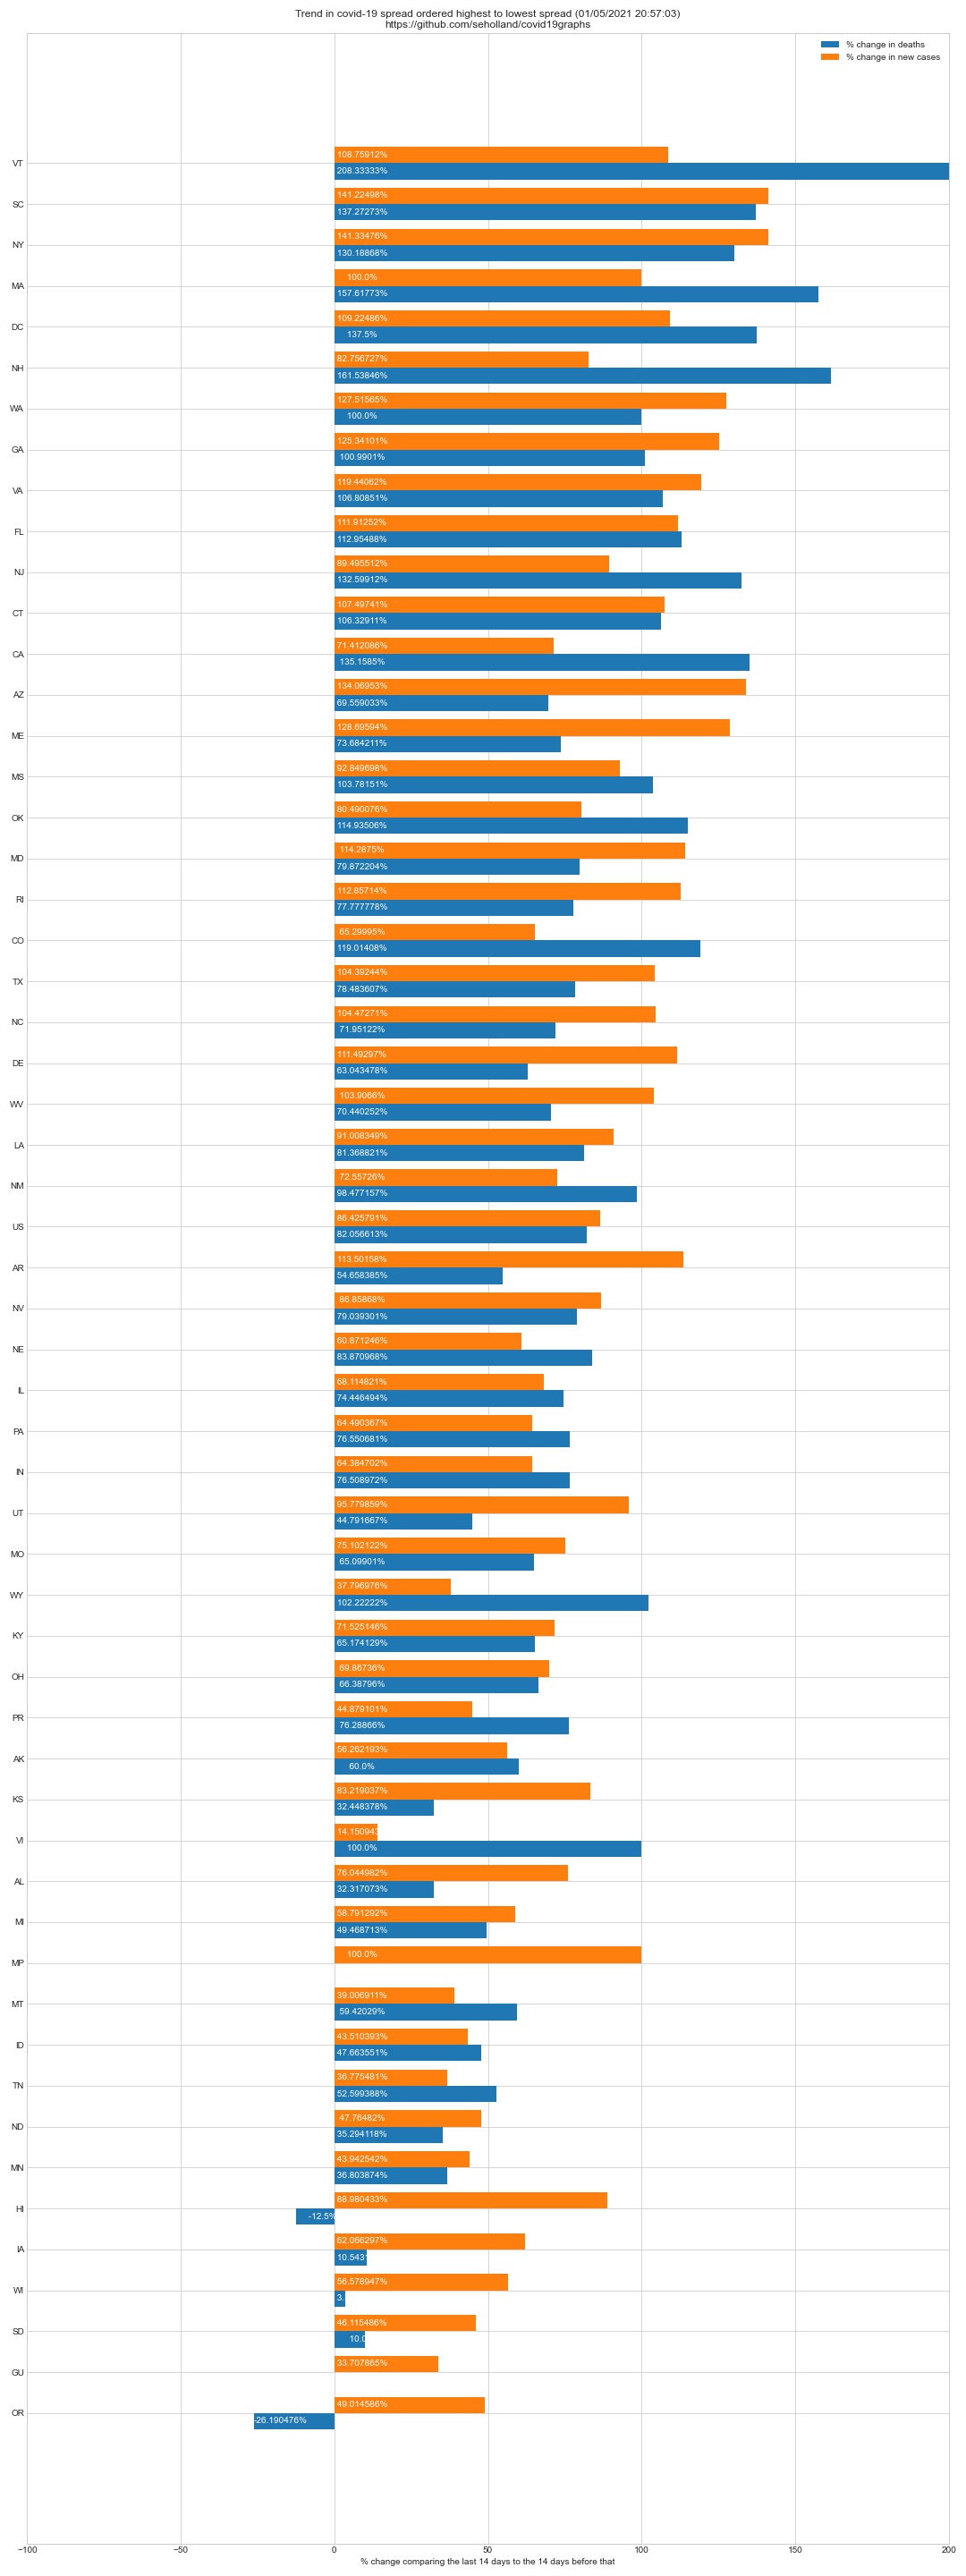 Trend in covid-19 spread ordered highest to lowest spread (01/05/2021 20:57:03)
https://github.com/seholland/covid19graphs
% change in deaths
% change in new cases
108.75912%
VT
208.33333%
141.22498%
SC
137.27273%
141.33476%
NY
130.18868%
100.0%
MA
157.61773%
109.22486%
DC
137.5%
82.756727%
NH
161.53846%
127.51565%
WA
100.0%
125.34101%
GA
100.9901%
119.44062%
VA
106.80851%
111.91252%
FL
112.95488%
89.495512%
NJ
132.59912%
107.49741%
CT
106.32911%
71.412086%
CA
135.1585%
134.06953%
AZ
69.559033%
128.69594%
ME
73.684211%
92.849698%
MS
103.78151%
80.490076%
OK
114.93506%
114.2875%
MD
79.872204%
112.85714%
RI
77.777778%
65.29995%
CO
119.01408%
104.39244%
TX
78.483607%
104.47271%
NC
71.95122%
111.49297%
DE
63.043478%
103.9066%
WV
70.440252%
91.008349%
LA
81.368821%
72.55726%
NM
98.477157%
86.425791%
US
82.056613%
113.50158%
AR
54.658385%
86.85868%
NV
79.039301%
60.871246%
NE
83.870968%
68.114821%
IL
74.446494%
64.490367%
PA
76.550681%
64.384702%
IN
76.508972%
95.779859%
UT
44.791667%
75.102122%
MO
65.09901%
37.796976%
WY
102.22222%
71.525146%
KY
65.174129%
69.86736%
OH
66.38796%
44.879101%
PR
76.28866%
56.262193%
AK
60.0%
83.219037%
KS
32.448378%
14.15094
VI
100.0%
76.044982%
AL
32.317073%
58.791292%
MI
49.468713%
100.0%
MP
39.006911%
MT
59.42029%
43.510393%
ID
47.663551%
36.775481%
TN
52.599388%
47.76482%
ND
35.294118%
43.942542%
MN
36.803874%
88.980433%
HI
-12.5%
62.066297%
IA
10.543
56.578947%
WI
3.
46.115486%
SD
10.0
33.707865%
GU
49.014586%
OR
-26.190476%
−100 −50 0 50 100 150 200
% change comparing the last 14 days to the 14 days before that